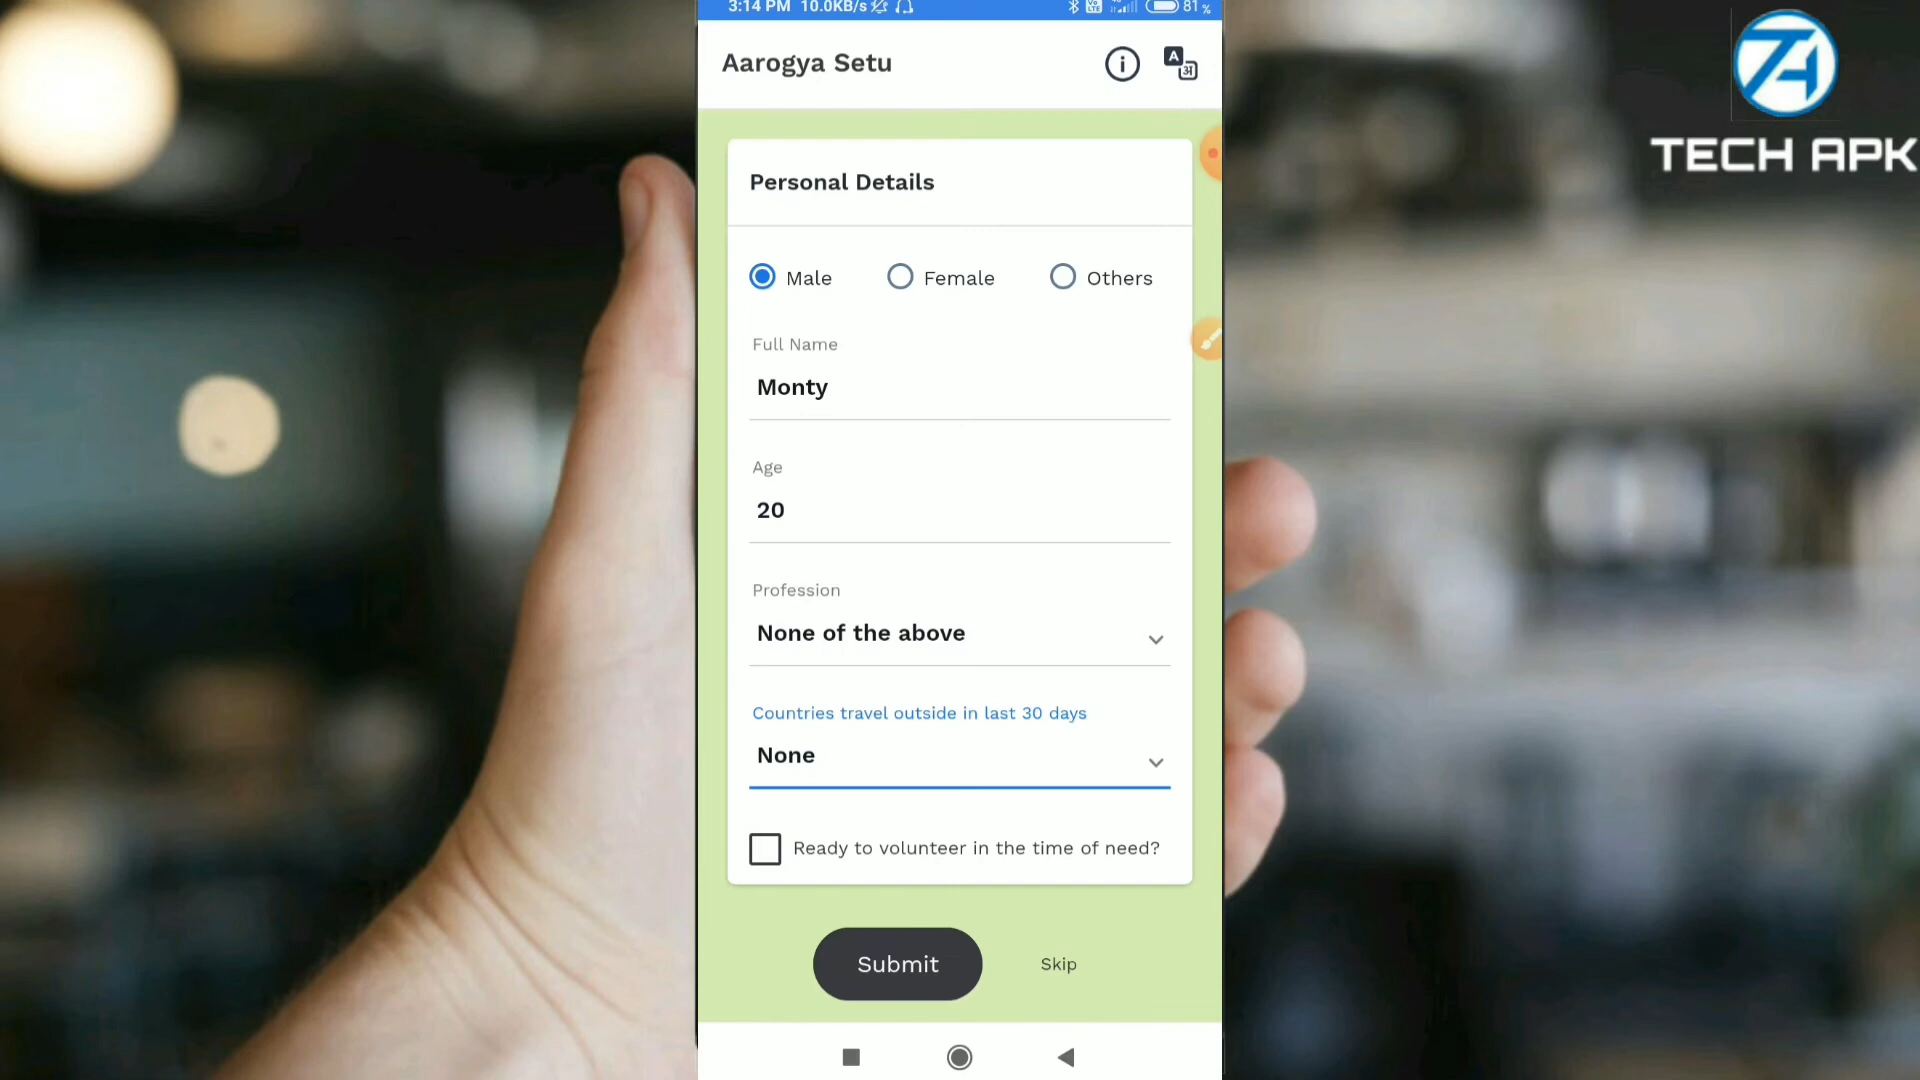 3:14 PM 10.0KB/s 81%
Aarogya Setu
TECH APK
Personal Details
Male Female Others
Full Name
Monty
Age
20
Profession
None of the above
Countries travel outside in last 30 days
None
Ready to volunteer in the time of need?
Submit Skip